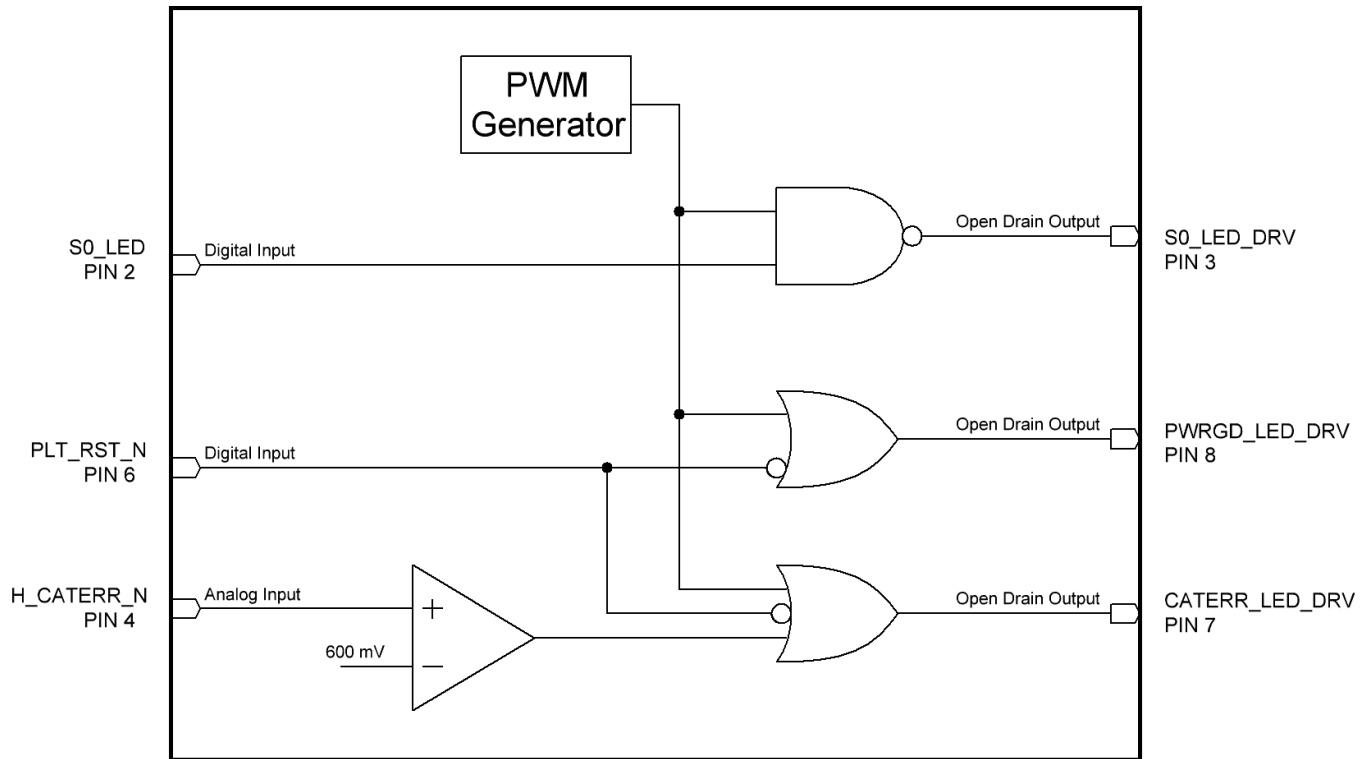 PWM
Generator
S0_LED
PIN 2
Digital Input
Open Drain Output
S0_LED_DRV
PIN 3
PLT_RST_N
PIN 6
Digital Input
Open Drain Output
PWRGD_LED_DRV
PIN 8
H_CATERR_N
PIN 4
Analog Input
600 mV
Open Drain Output
CATERR_LED_DRV
PIN 7